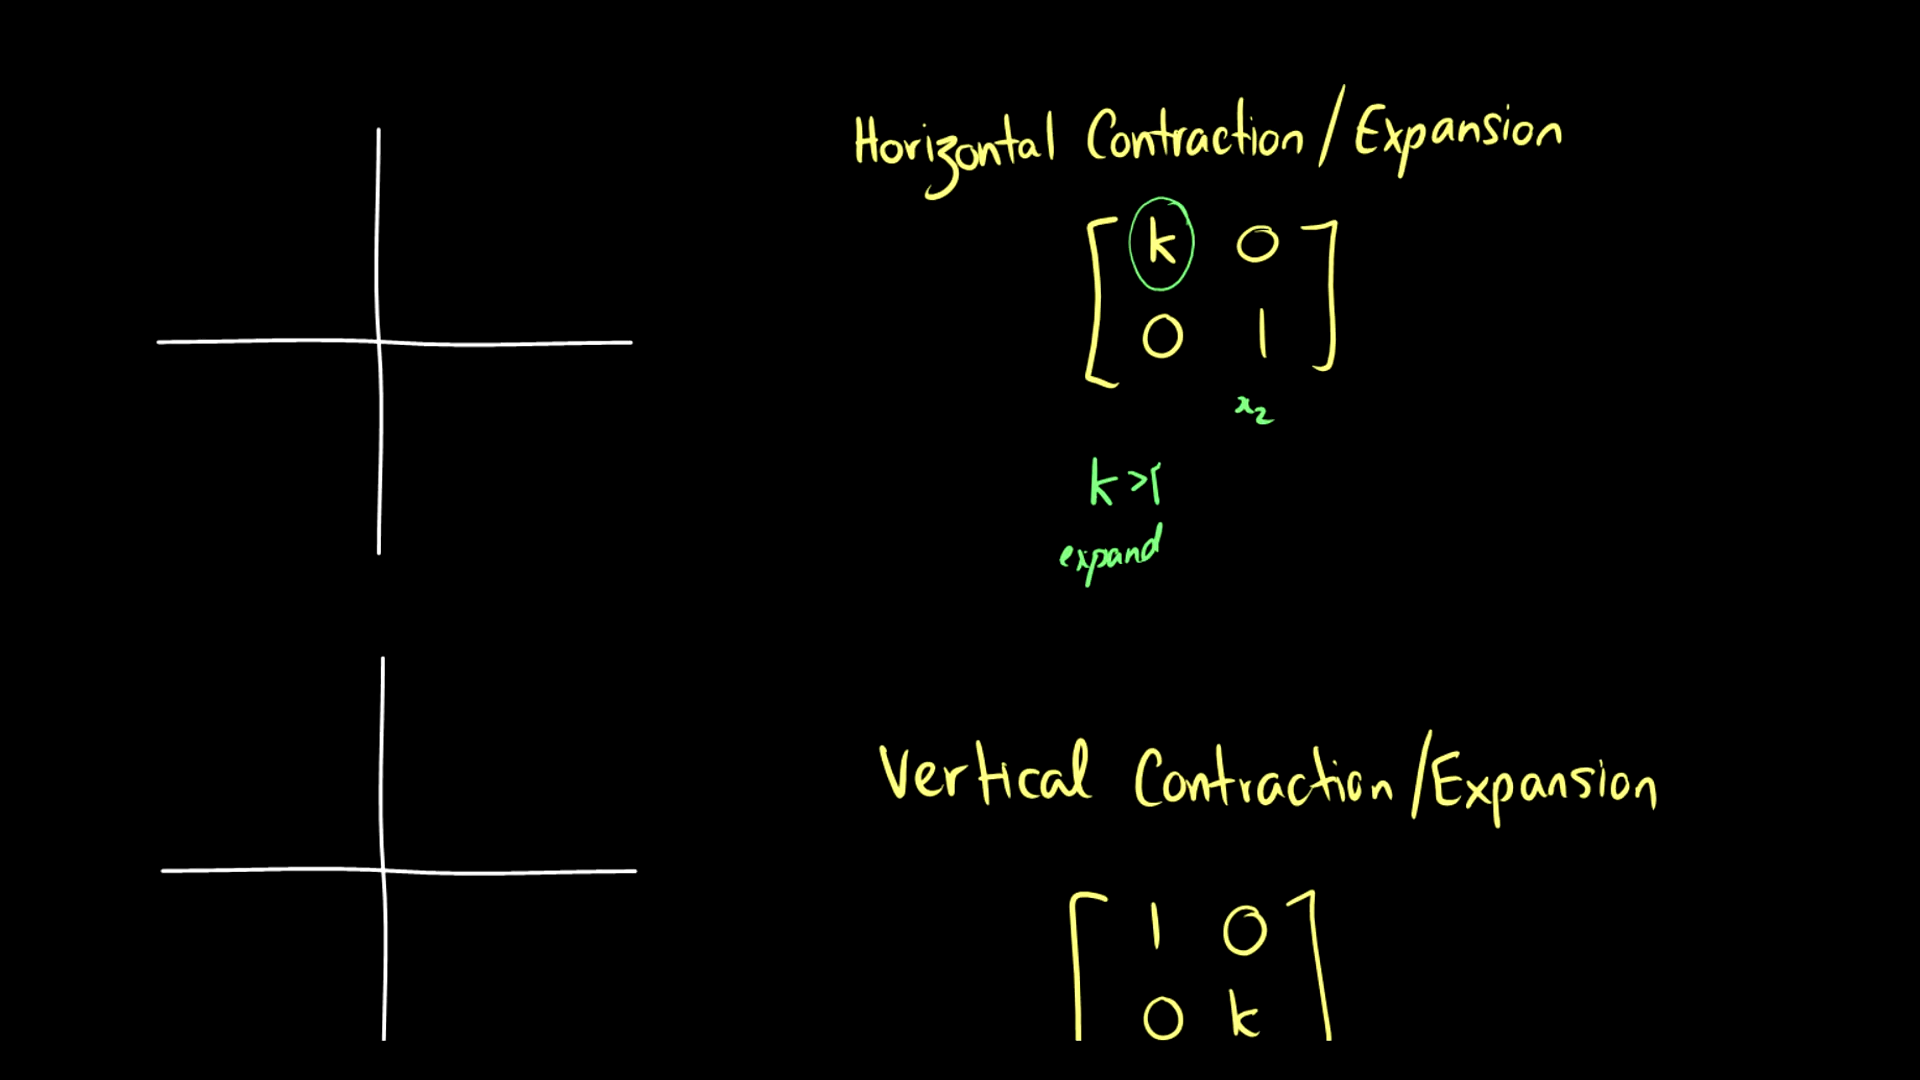 Horizontal Contraction/Expansion
[k 0
0 1]
x₂
k>1
expand
Vertical Contraction/Expansion
[1 0
0 k]